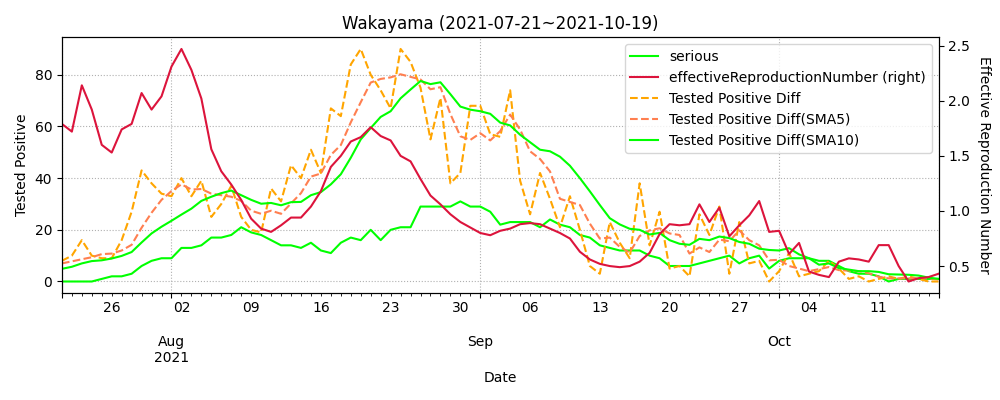 Wakayama (2021-07-21~2021-10-19)
serious
effectiveReproductionNumber (right)
Tested Positive Diff
Tested Positive Diff(SMA5)
Tested Positive Diff(SMA10)
Tested Positive
80
60
40
20
0
2.5
2.0
1.5
1.0
0.5
Effective Reproduction Number
26 02 09 16 23 30 06 13 20 27 04 11
Aug Sep Oct
2021
Date